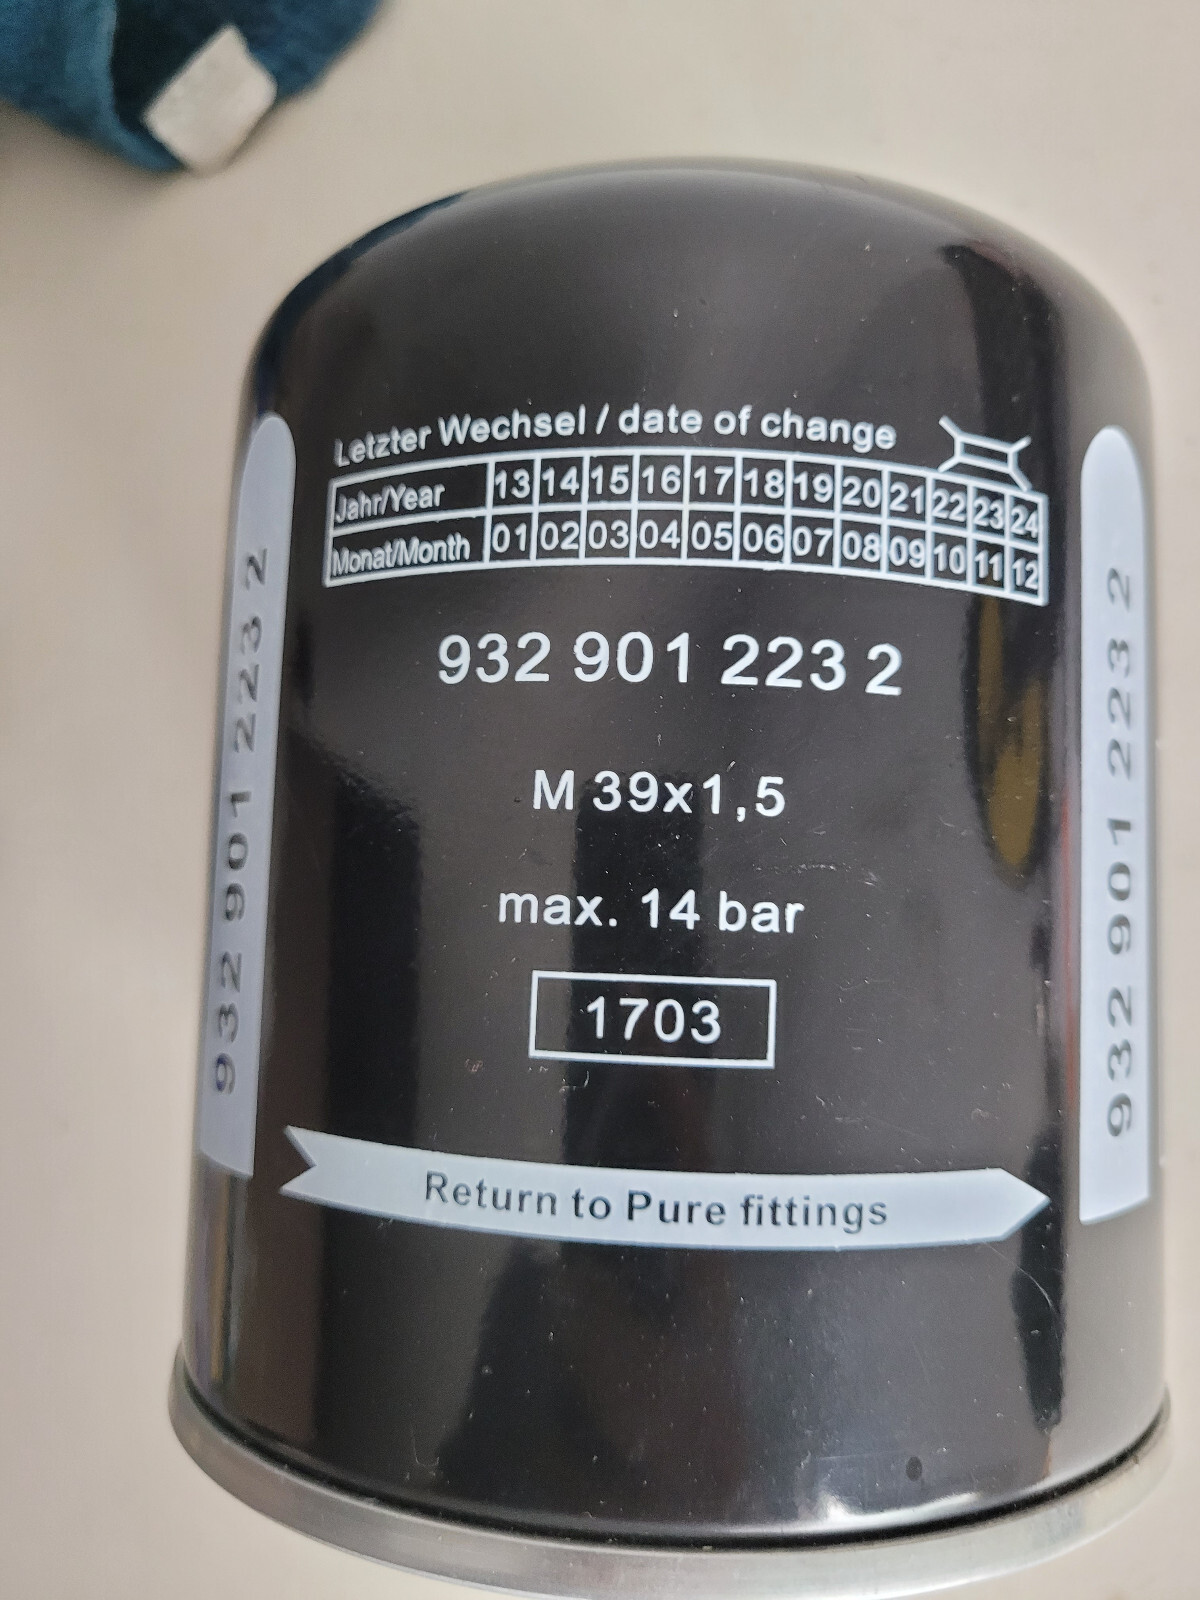 Letzter Wechsel / date of change
Jahr/Year 13 14 15 16 17 18 19 20 21 22 23 24
Monat/Month 01 02 03 04 05 06 07 08 09 10 11 12
932 901 223 2
M 39x1,5
max. 14 bar
1703
Return to Pure fittings
932 901 223 2
932 901 223 2